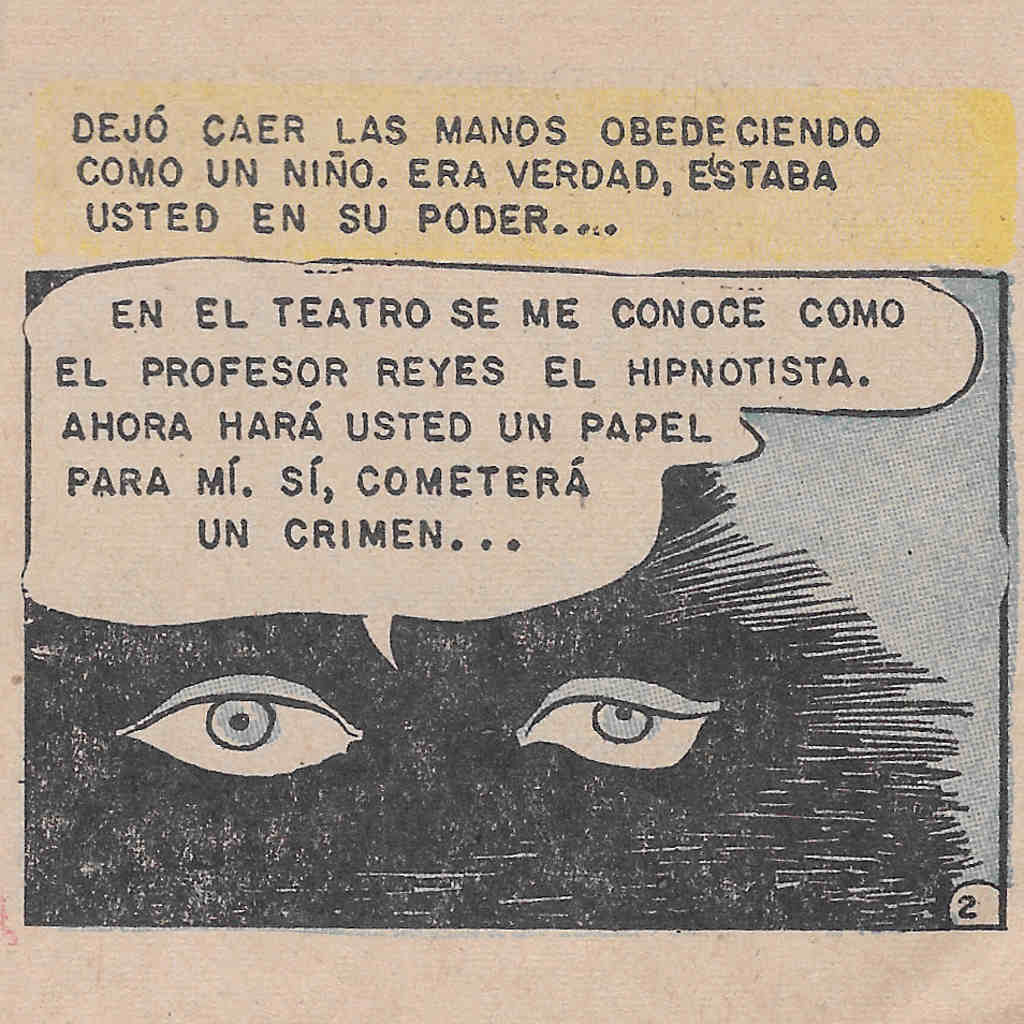 DEJÓ CAER LAS MANOS OBEDECIENDO
COMO UN NIÑO. ERA VERDAD, ESTABA
USTED EN SU PODER....
EN EL TEATRO SE ME CONOCE COMO
EL PROFESOR REYES EL HIPNOTISTA.
AHORA HARÁ USTED UN PAPEL
PARA MÍ. SÍ, COMETERÁ
UN CRIMEN...
2